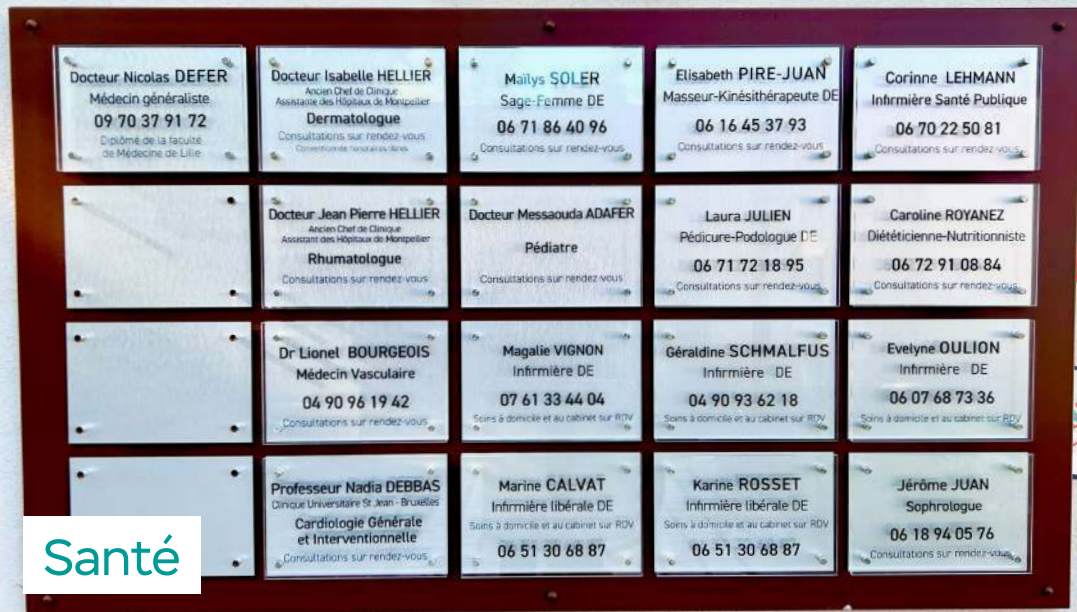 Docteur Nicolas DEFER
Médecin généraliste
09 70 37 91 72
Diplômé de la faculté
de Médecine de Lille
Docteur Isabelle HELLIER
Ancien Chef de Clinique
Assistante des Hôpitaux de Montpellier
Dermatologue
Consultations sur rendez-vous
Conventionnée honoraires libres
Maïlys SOLER
Sage-Femme DE
06 71 86 40 96
Consultations sur rendez-vous
Elisabeth PIRE-JUAN
Masseur-Kinésithérapeute DE
06 16 45 37 93
Consultations sur rendez-vous
Corinne LEHMANN
Infirmière Santé Publique
06 70 22 50 81
Consultations sur rendez-vous
Docteur Jean Pierre HELLIER
Ancien Chef de Clinique
Assistant des Hôpitaux de Montpellier
Rhumatologue
Consultations sur rendez-vous
Docteur Messaouda ADAFER
Pédiatre
Consultations sur rendez-vous
Laura JULIEN
Pédicure-Podologue DE
06 71 72 18 95
Consultations sur rendez-vous
Caroline ROYANEZ
Diététicienne-Nutritionniste
06 72 91 08 84
Consultations sur rendez-vous
Dr Lionel BOURGEOIS
Médecin Vasculaire
04 90 96 19 42
Consultations sur rendez-vous
Magalie VIGNON
Infirmière DE
07 61 33 44 04
Soins à domicile et au cabinet sur RDV
Géraldine SCHMALFUS
Infirmière DE
04 90 93 62 18
Soins à domicile et au cabinet sur RDV
Evelyne OULION
Infirmière DE
06 07 68 73 36
Soins à domicile et au cabinet sur RDV
Professeur Nadia DEBBAS
Clinique Universitaire St Jean - Bruxelles
Cardiologie Générale
et Interventionnelle
Consultations sur rendez-vous
Marine CALVAT
Infirmière libérale DE
Soins à domicile et au cabinet sur RDV
06 51 30 68 87
Karine ROSSET
Infirmière libérale DE
Soins à domicile et au cabinet sur RDV
06 51 30 68 87
Jérôme JUAN
Sophrologue
06 18 94 05 76
Consultations sur rendez-vous
Santé